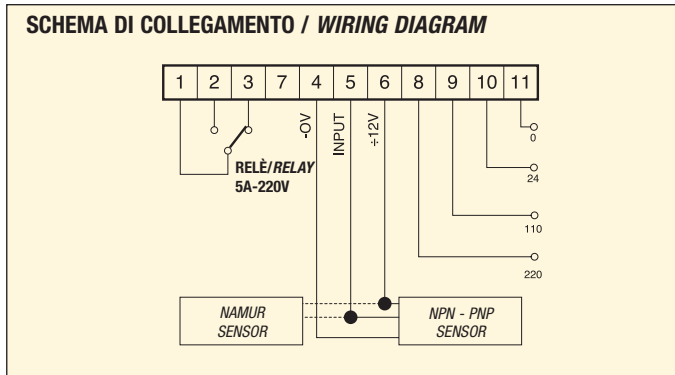 SCHEMA DI COLLEGAMENTO / WIRING DIAGRAM
1 2 3 7 4 5 6 8 9 10 11
-OV
INPUT
÷12V
0
RELÈ/RELAY
5A-220V
24
110
220
NAMUR
SENSOR
NPN - PNP
SENSOR